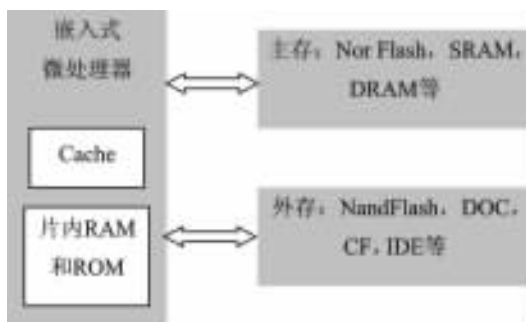 嵌入式
微处理器
Cache
片内RAM
和ROM
主存：Nor Flash，SRAM，
DRAM等
外存：NandFlash，DOC，
CF，IDE等